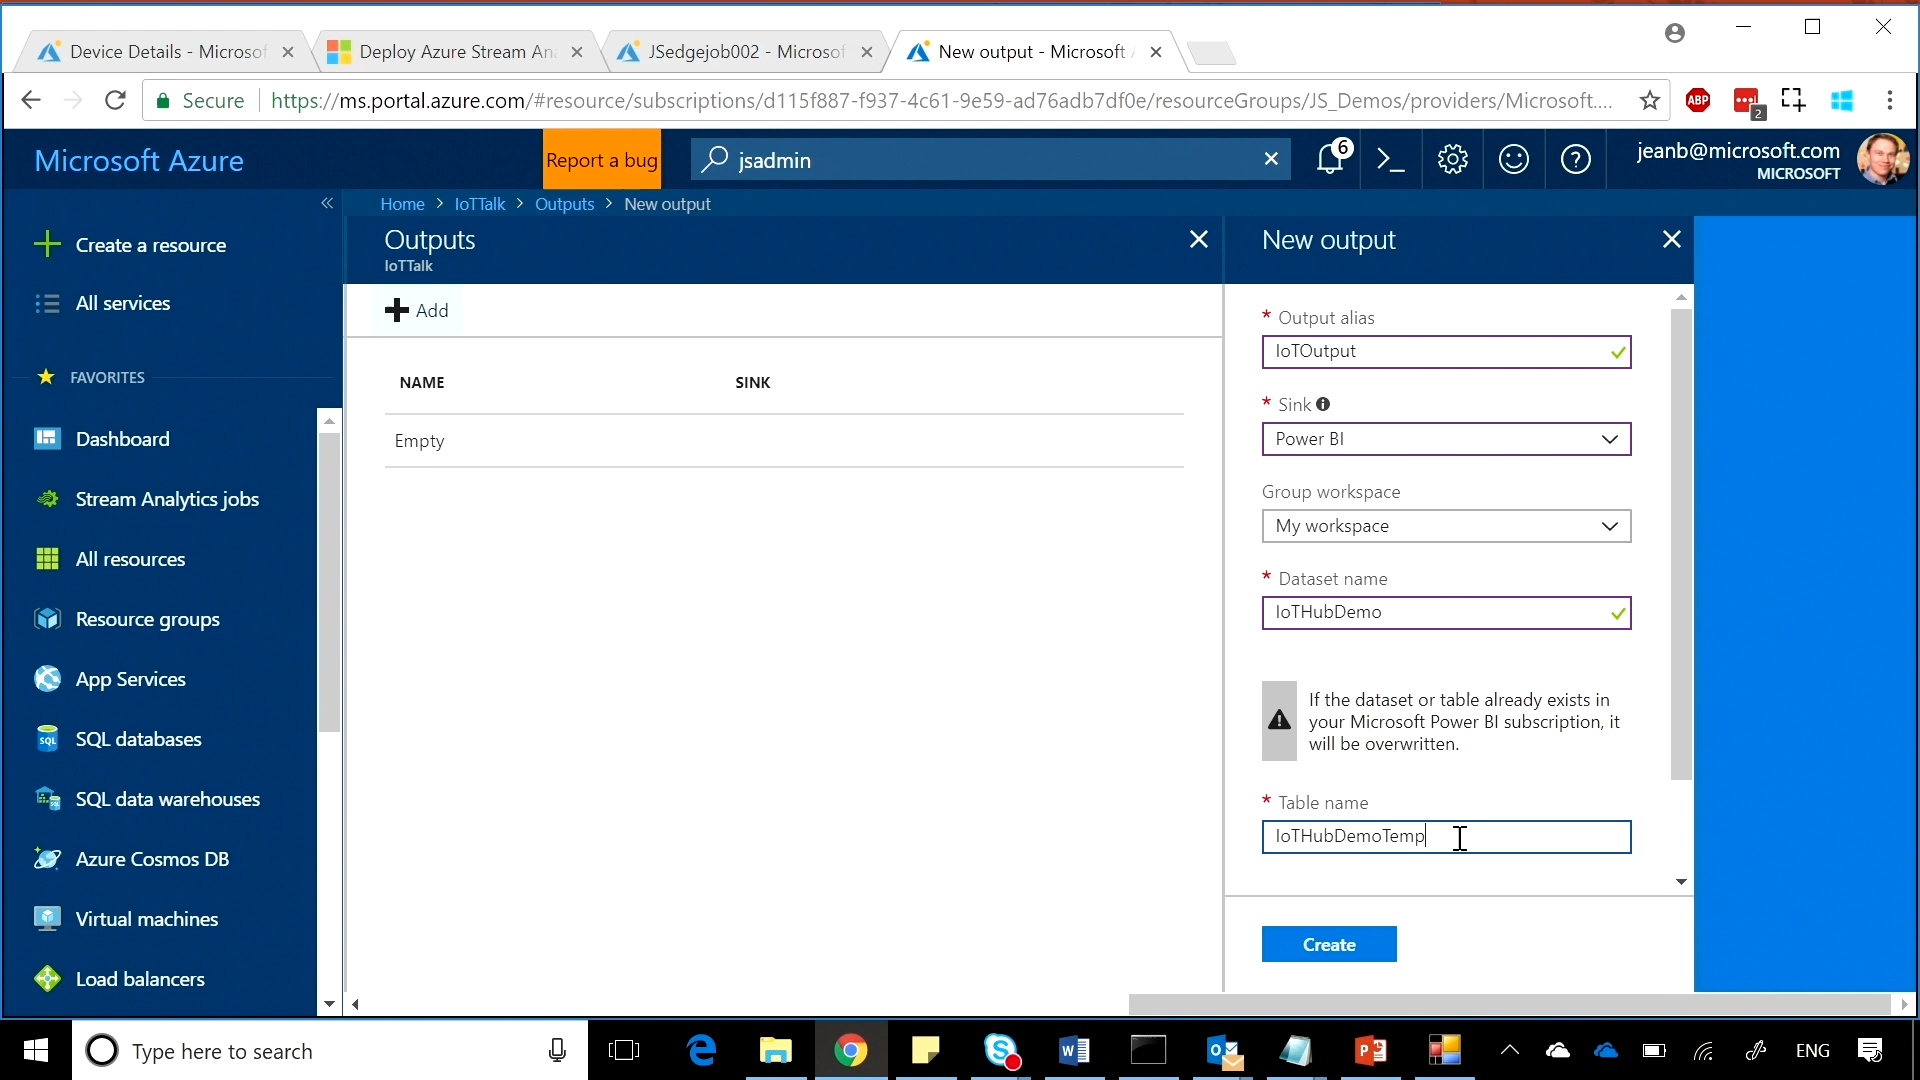 Device Details - Microsof
Deploy Azure Stream Ana
JSedgejob002 - Microsof
New output - Microsoft A
Secure
https://ms.portal.azure.com/#resource/subscriptions/d115f887-f937-4c61-9e59-ad76adb7df0e/resourceGroups/JS_Demos/providers/Microsoft....
ABP
2
Microsoft Azure
Report a bug
jsadmin
6
jeanb@microsoft.com
MICROSOFT
Home > IoTTalk > Outputs > New output
Create a resource
All services
FAVORITES
Dashboard
Stream Analytics jobs
All resources
Resource groups
App Services
SQL databases
SQL data warehouses
Azure Cosmos DB
Virtual machines
Load balancers
Outputs
IoTTalk
Add
NAME SINK
Empty
New output
* Output alias
IoTOutput
* Sink
Power BI
Group workspace
My workspace
* Dataset name
IoTHubDemo
If the dataset or table already exists in
your Microsoft Power BI subscription, it
will be overwritten.
* Table name
IoTHubDemoTemp
Create
Type here to search
ENG